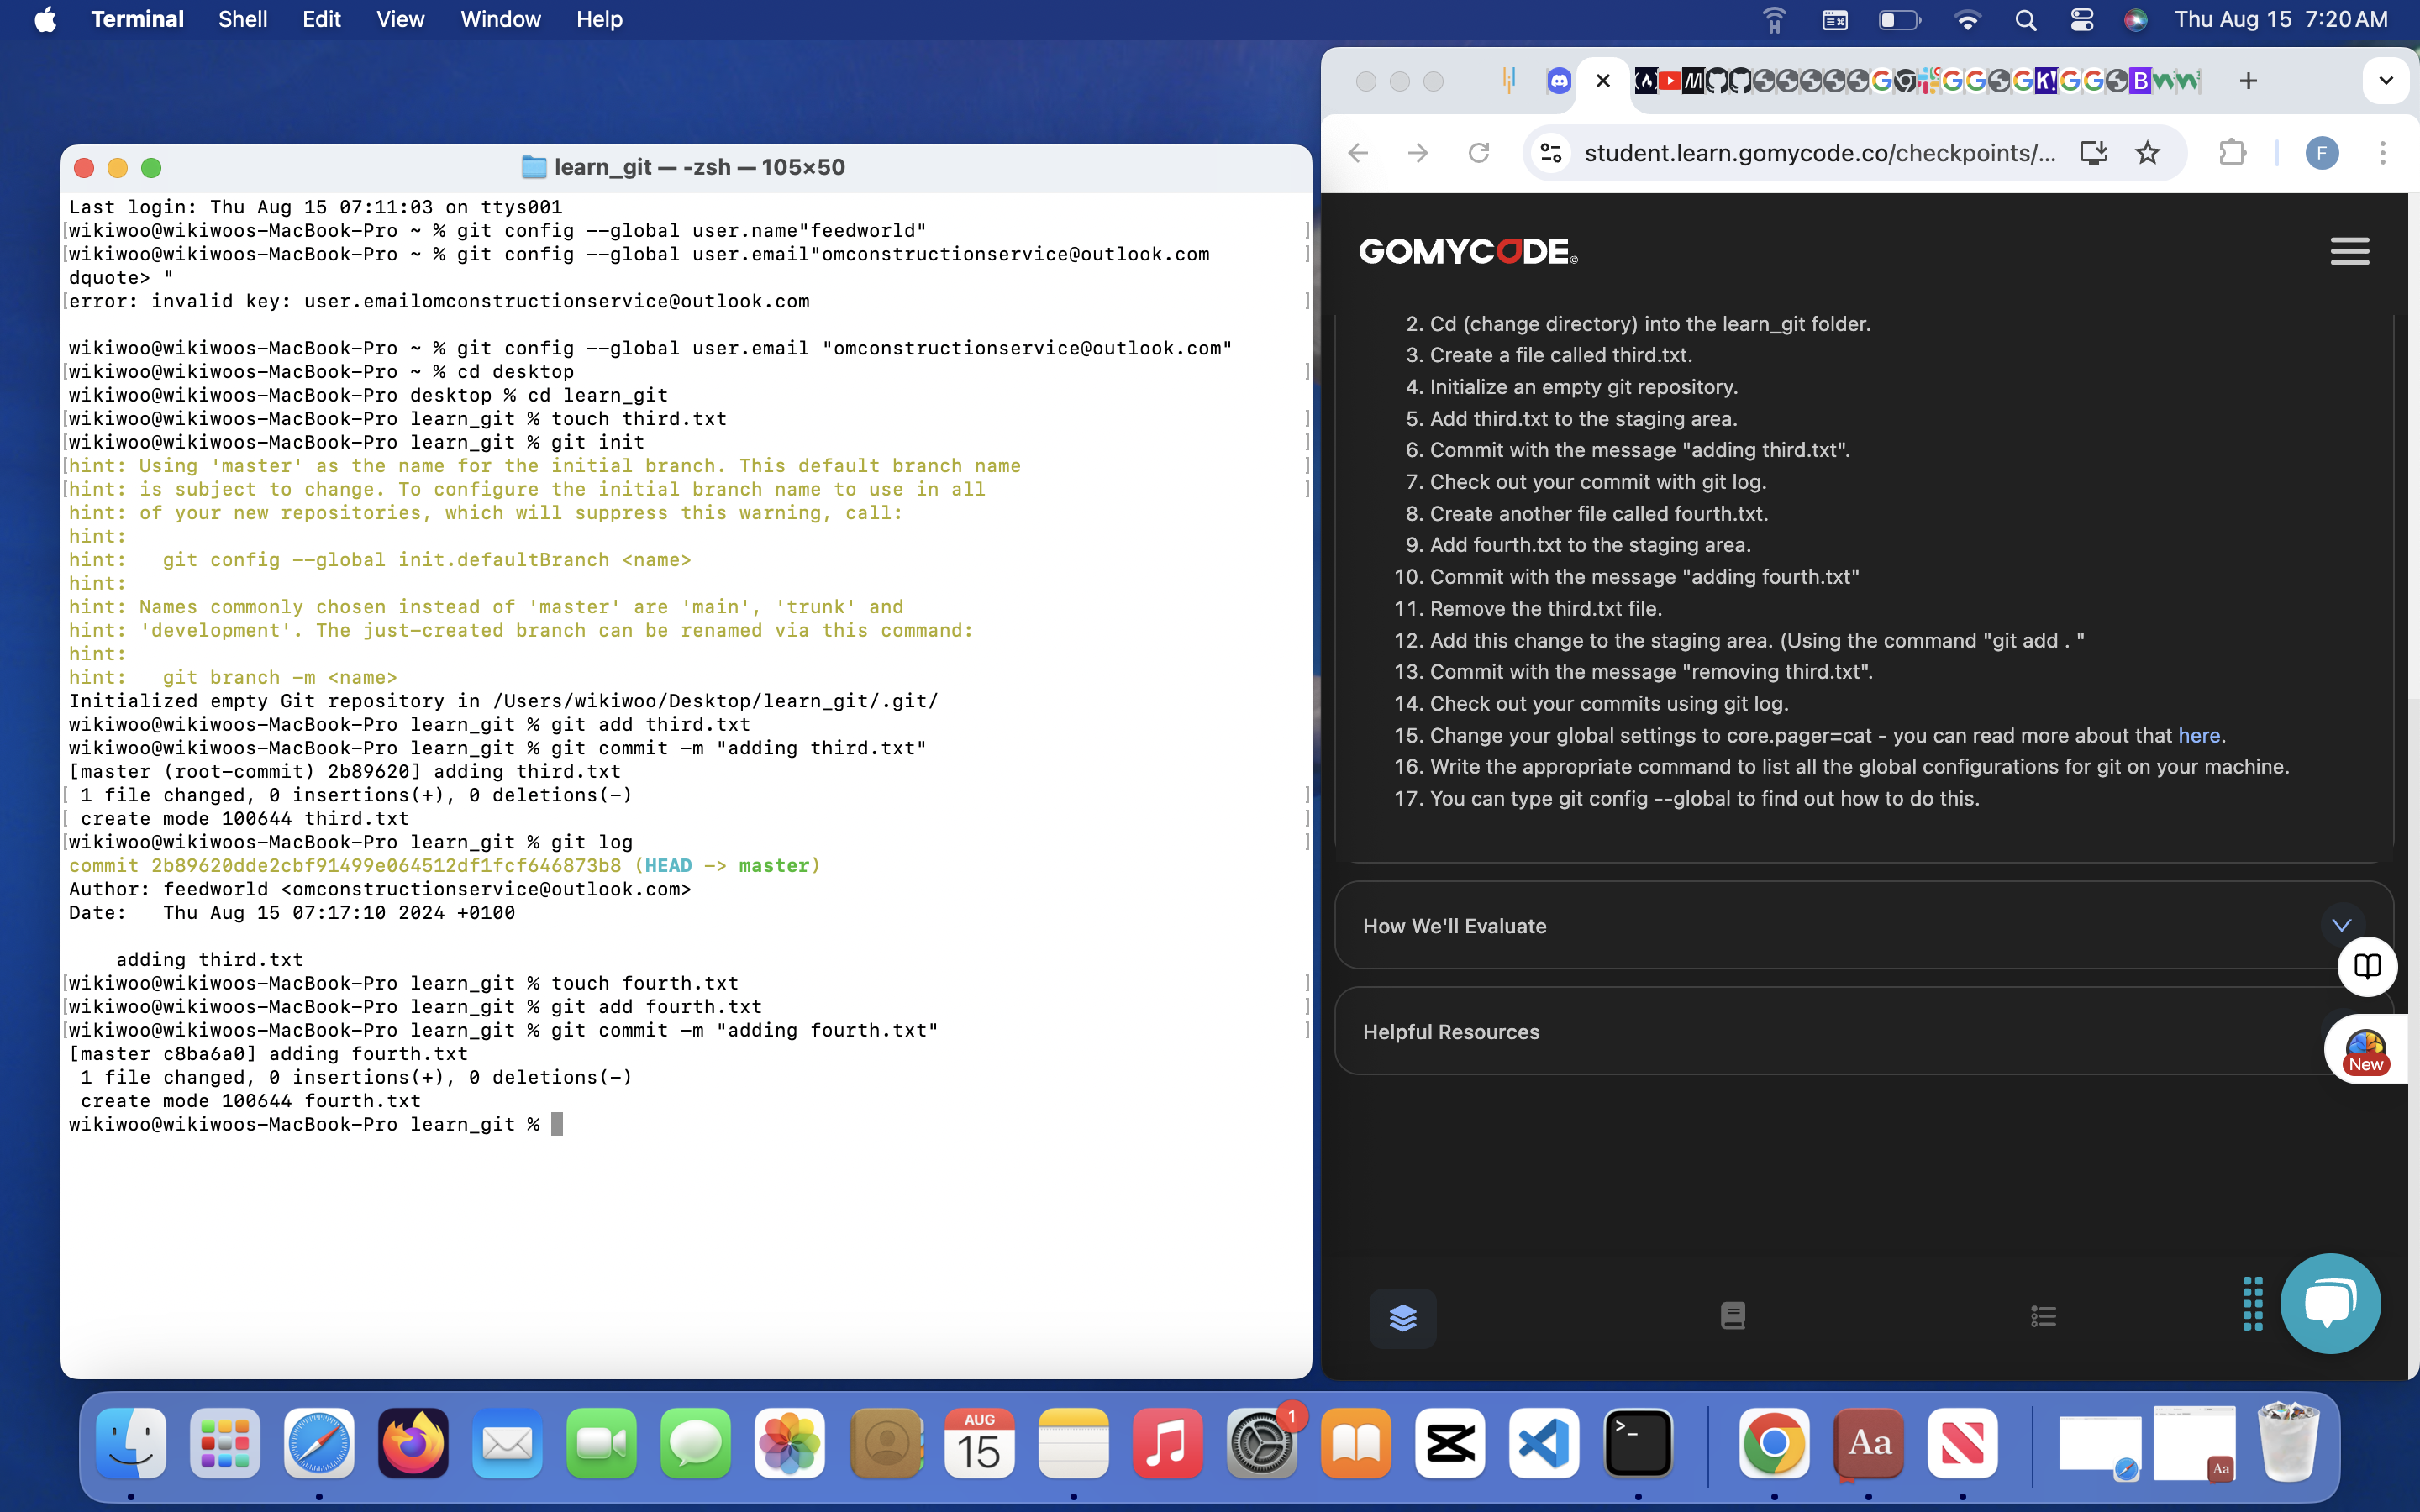 Terminal Shell Edit View Window Help
Thu Aug 15 7:20 AM
learn_git — -zsh — 105×50
Last login: Thu Aug 15 07:11:03 on ttys001
[wikiwoo@wikiwoos-MacBook-Pro ~ % git config --global user.name"feedworld" ]
[wikiwoo@wikiwoos-MacBook-Pro ~ % git config --global user.email"omconstructionservice@outlook.com ]
dquote> "
[error: invalid key: user.emailomconstructionservice@outlook.com ]
wikiwoo@wikiwoos-MacBook-Pro ~ % git config --global user.email "omconstructionservice@outlook.com"
[wikiwoo@wikiwoos-MacBook-Pro ~ % cd desktop ]
wikiwoo@wikiwoos-MacBook-Pro desktop % cd learn_git
[wikiwoo@wikiwoos-MacBook-Pro learn_git % touch third.txt ]
[wikiwoo@wikiwoos-MacBook-Pro learn_git % git init ]
[hint: Using 'master' as the name for the initial branch. This default branch name ]
[hint: is subject to change. To configure the initial branch name to use in all ]
hint: of your new repositories, which will suppress this warning, call:
hint:
hint:   git config --global init.defaultBranch <name>
hint:
hint: Names commonly chosen instead of 'master' are 'main', 'trunk' and
hint: 'development'. The just-created branch can be renamed via this command:
hint:
hint:   git branch -m <name>
Initialized empty Git repository in /Users/wikiwoo/Desktop/learn_git/.git/
wikiwoo@wikiwoos-MacBook-Pro learn_git % git add third.txt
wikiwoo@wikiwoos-MacBook-Pro learn_git % git commit -m "adding third.txt"
[master (root-commit) 2b89620] adding third.txt
[ 1 file changed, 0 insertions(+), 0 deletions(-) ]
[ create mode 100644 third.txt ]
[wikiwoo@wikiwoos-MacBook-Pro learn_git % git log ]
commit 2b89620dde2cbf91499e064512df1fcf646873b8 (HEAD -> master)
Author: feedworld <omconstructionservice@outlook.com>
Date:   Thu Aug 15 07:17:10 2024 +0100
    adding third.txt
[wikiwoo@wikiwoos-MacBook-Pro learn_git % touch fourth.txt ]
[wikiwoo@wikiwoos-MacBook-Pro learn_git % git add fourth.txt ]
[wikiwoo@wikiwoos-MacBook-Pro learn_git % git commit -m "adding fourth.txt" ]
[master c8ba6a0] adding fourth.txt
 1 file changed, 0 insertions(+), 0 deletions(-)
 create mode 100644 fourth.txt
wikiwoo@wikiwoos-MacBook-Pro learn_git %
student.learn.gomycode.co/checkpoints/...
F
GOMYCODE©
2. Cd (change directory) into the learn_git folder.
3. Create a file called third.txt.
4. Initialize an empty git repository.
5. Add third.txt to the staging area.
6. Commit with the message "adding third.txt".
7. Check out your commit with git log.
8. Create another file called fourth.txt.
9. Add fourth.txt to the staging area.
10. Commit with the message "adding fourth.txt"
11. Remove the third.txt file.
12. Add this change to the staging area. (Using the command "git add . "
13. Commit with the message "removing third.txt".
14. Check out your commits using git log.
15. Change your global settings to core.pager=cat - you can read more about that here.
16. Write the appropriate command to list all the global configurations for git on your machine.
17. You can type git config --global to find out how to do this.
How We'll Evaluate
Helpful Resources
New
AUG
15
1
>_
Aa
Aa